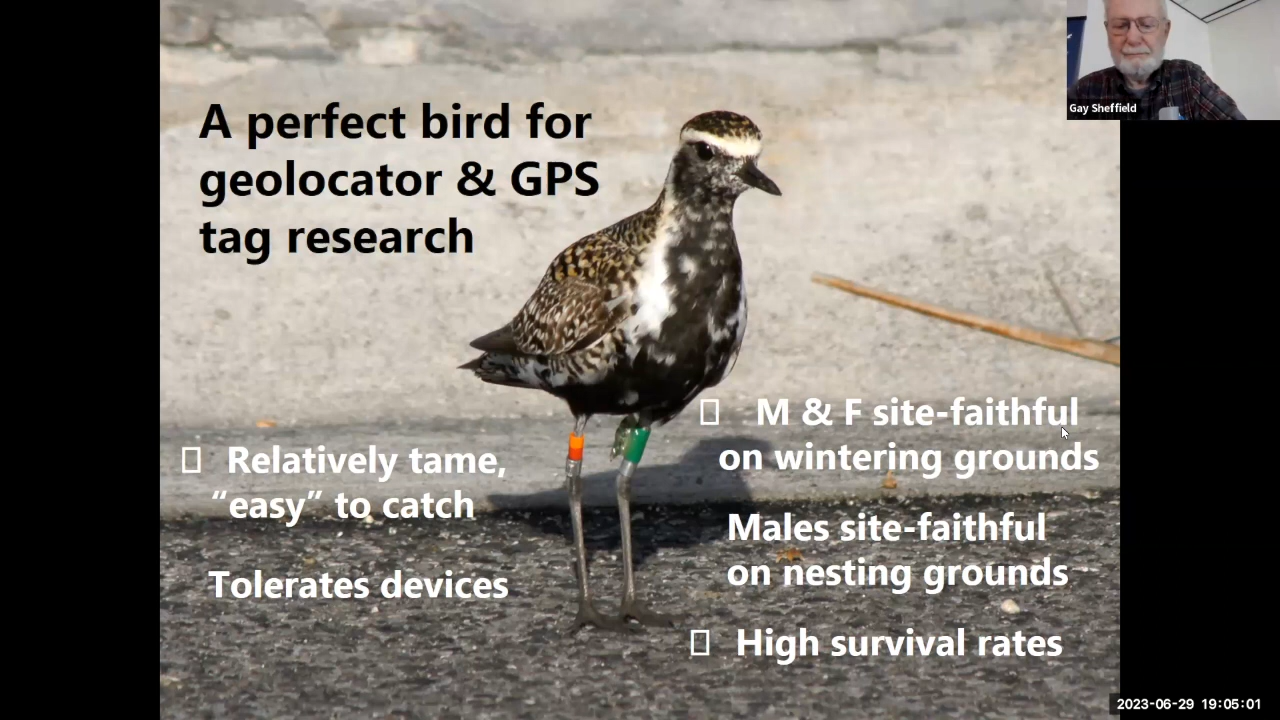 Gay Sheffield
A perfect bird for
geolocator & GPS
tag research
Relatively tame,
“easy” to catch
Tolerates devices
M & F site-faithful
on wintering grounds
Males site-faithful
on nesting grounds
High survival rates
2023-06-29 19:05:01